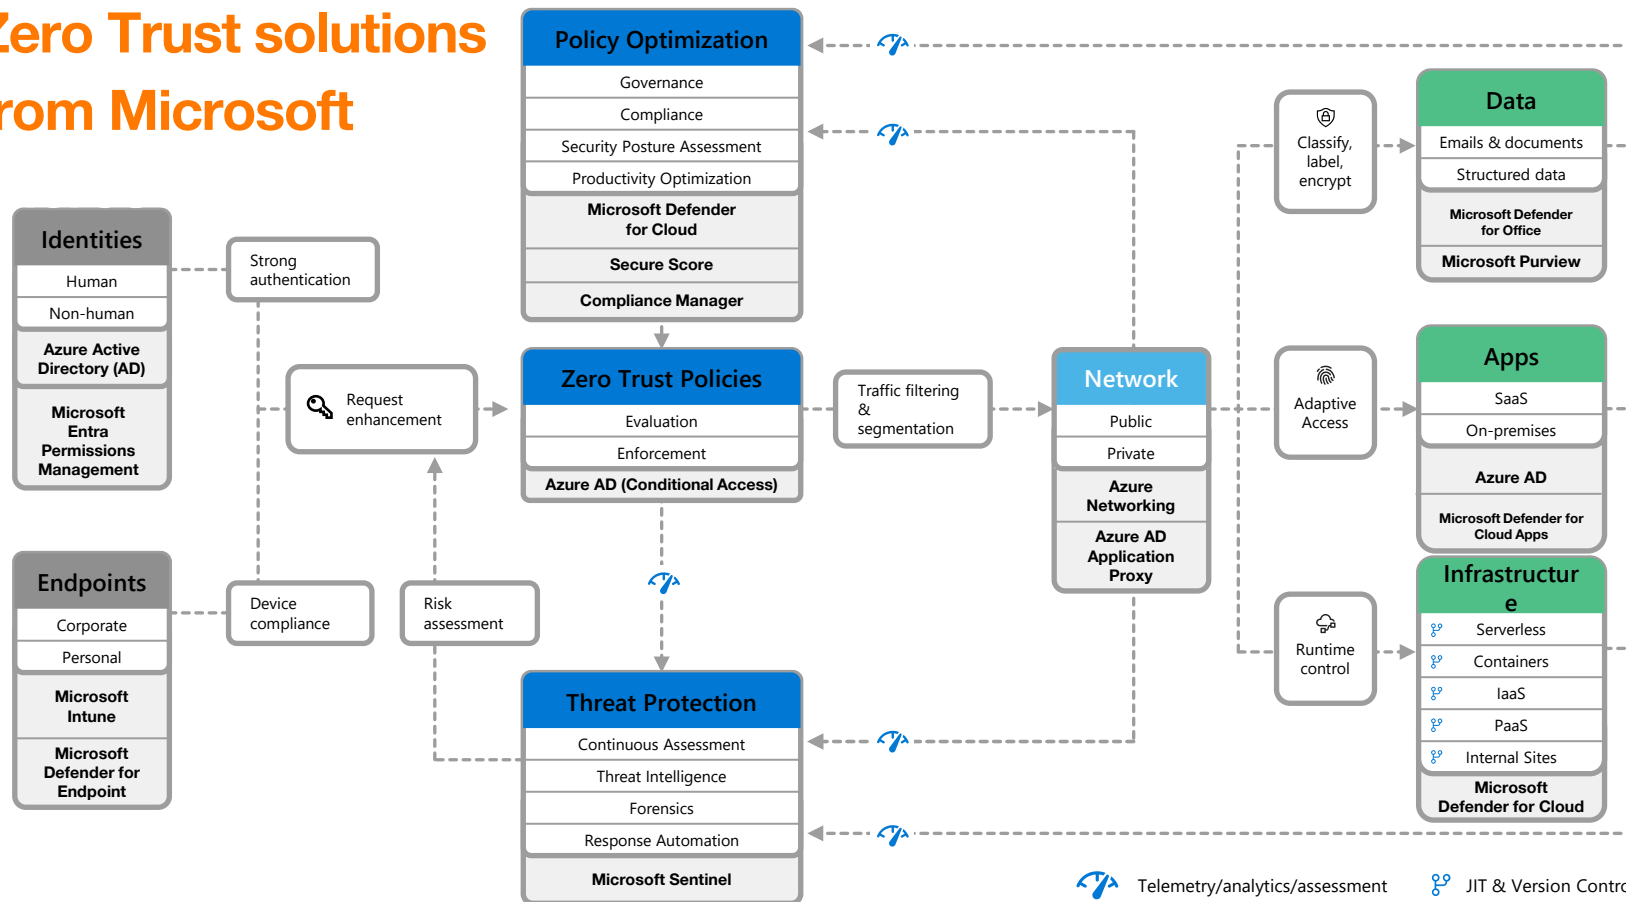 Zero Trust solutions
from Microsoft
Policy Optimization
Governance
Compliance
Security Posture Assessment
Productivity Optimization
Microsoft Defender
for Cloud
Secure Score
Compliance Manager
Identities
Human
Non-human
Azure Active
Directory (AD)
Microsoft
Entra
Permissions
Management
Strong
authentication
Request
enhancement
Endpoints
Corporate
Personal
Microsoft
Intune
Microsoft
Defender for
Endpoint
Device
compliance
Risk
assessment
Zero Trust Policies
Evaluation
Enforcement
Azure AD (Conditional Access)
Threat Protection
Continuous Assessment
Threat Intelligence
Forensics
Response Automation
Microsoft Sentinel
Traffic filtering
&
segmentation
Network
Public
Private
Azure
Networking
Azure AD
Application
Proxy
Classify,
label,
encrypt
Data
Emails & documents
Structured data
Microsoft Defender
for Office
Microsoft Purview
Adaptive
Access
Apps
SaaS
On-premises
Azure AD
Microsoft Defender for
Cloud Apps
Runtime
control
Infrastructur
e
Serverless
Containers
IaaS
PaaS
Internal Sites
Microsoft
Defender for Cloud
Telemetry/analytics/assessment
JIT & Version Contro